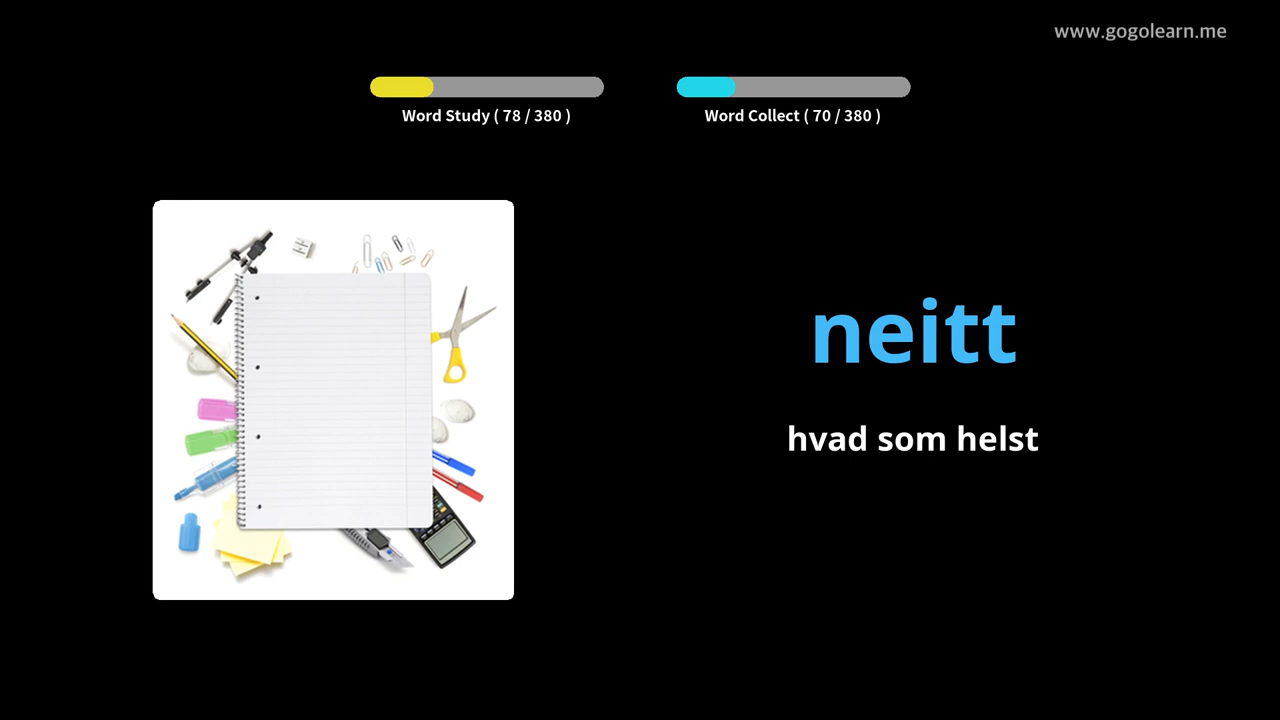 www.gogolearn.me
Word Study ( 78 / 380 )
Word Collect ( 70 / 380 )
neitt
hvad som helst